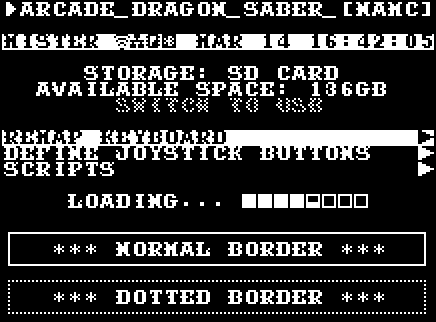 ARCADE_DRAGON_SABER_[NAMC]
MISTER MAR 14 16:42:05
STORAGE: SD CARD
AVAILABLE SPACE: 136GB
SWITCH TO USB
REMAP KEYBOARD
DEFINE JOYSTICK BUTTONS
SCRIPTS
LOADING...
*** NORMAL BORDER ***
*** DOTTED BORDER ***